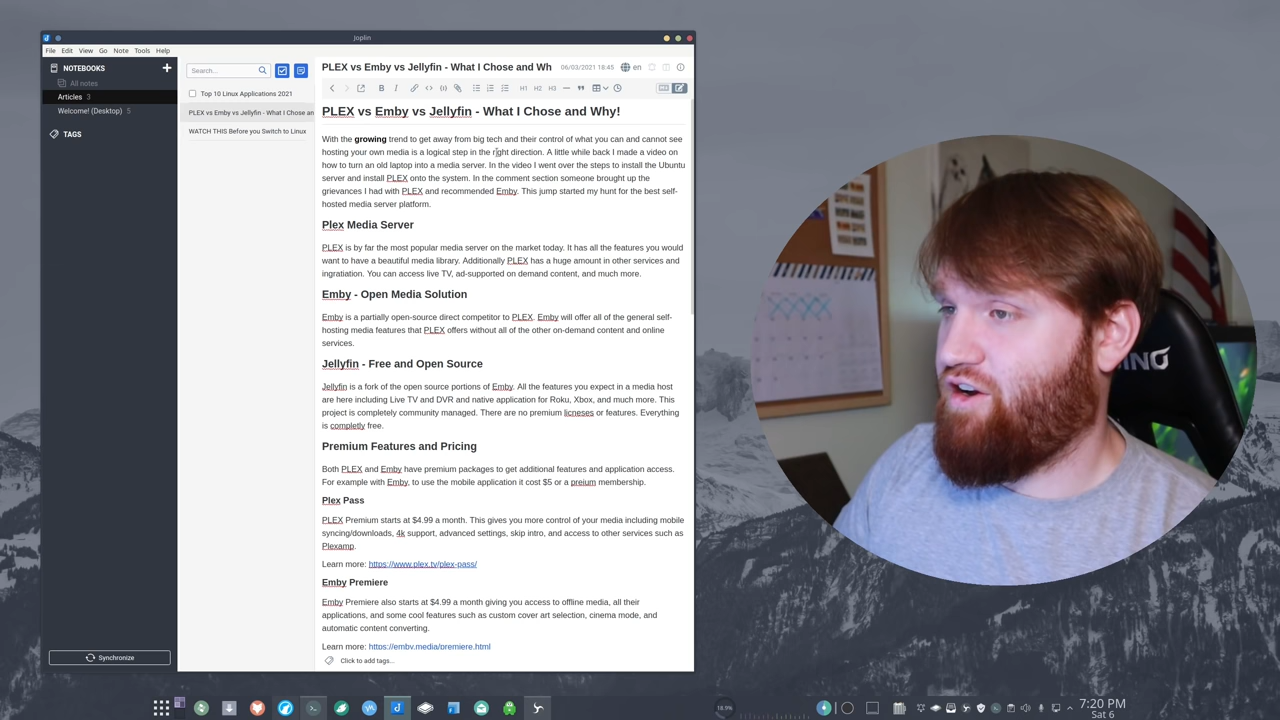 Joplin
File Edit View Go Note Tools Help
NOTEBOOKS
All notes
Articles 3
Welcome! (Desktop) 5
TAGS
Synchronize
Search...
Top 10 Linux Applications 2021
PLEX vs Emby vs Jellyfin - What I Chose an
WATCH THIS Before you Switch to Linux
PLEX vs Emby vs Jellyfin - What I Chose and Wh 06/03/2021 18:45 en
B I H1 H2 H3
PLEX vs Emby vs Jellyfin - What I Chose and Why!
With the growing trend to get away from big tech and their control of what you can and cannot see
hosting your own media is a logical step in the right direction. A little while back I made a video on
how to turn an old laptop into a media server. In the video I went over the steps to install the Ubuntu
server and install PLEX onto the system. In the comment section someone brought up the
grievances I had with PLEX and recommended Emby. This jump started my hunt for the best self-
hosted media server platform.
Plex Media Server
PLEX is by far the most popular media server on the market today. It has all the features you would
want to have a beautiful media library. Additionally PLEX has a huge amount in other services and
ingratiation. You can access live TV, ad-supported on demand content, and much more.
Emby - Open Media Solution
Emby is a partially open-source direct competitor to PLEX. Emby will offer all of the general self-
hosting media features that PLEX offers without all of the other on-demand content and online
services.
Jellyfin - Free and Open Source
Jellyfin is a fork of the open source portions of Emby. All the features you expect in a media host
are here including Live TV and DVR and native application for Roku, Xbox, and much more. This
project is completely community managed. There are no premium licneses or features. Everything
is completly free.
Premium Features and Pricing
Both PLEX and Emby have premium packages to get additional features and application access.
For example with Emby, to use the mobile application it cost $5 or a preium membership.
Plex Pass
PLEX Premium starts at $4.99 a month. This gives you more control of your media including mobile
syncing/downloads, 4k support, advanced settings, skip intro, and access to other services such as
Plexamp.
Learn more: https://www.plex.tv/plex-pass/
Emby Premiere
Emby Premiere also starts at $4.99 a month giving you access to offline media, all their
applications, and some cool features such as custom cover art selection, cinema mode, and
automatic content converting.
Learn more: https://emby.media/premiere.html
Click to add tags...
ING
18.9%
7:20 PM
Sat 6